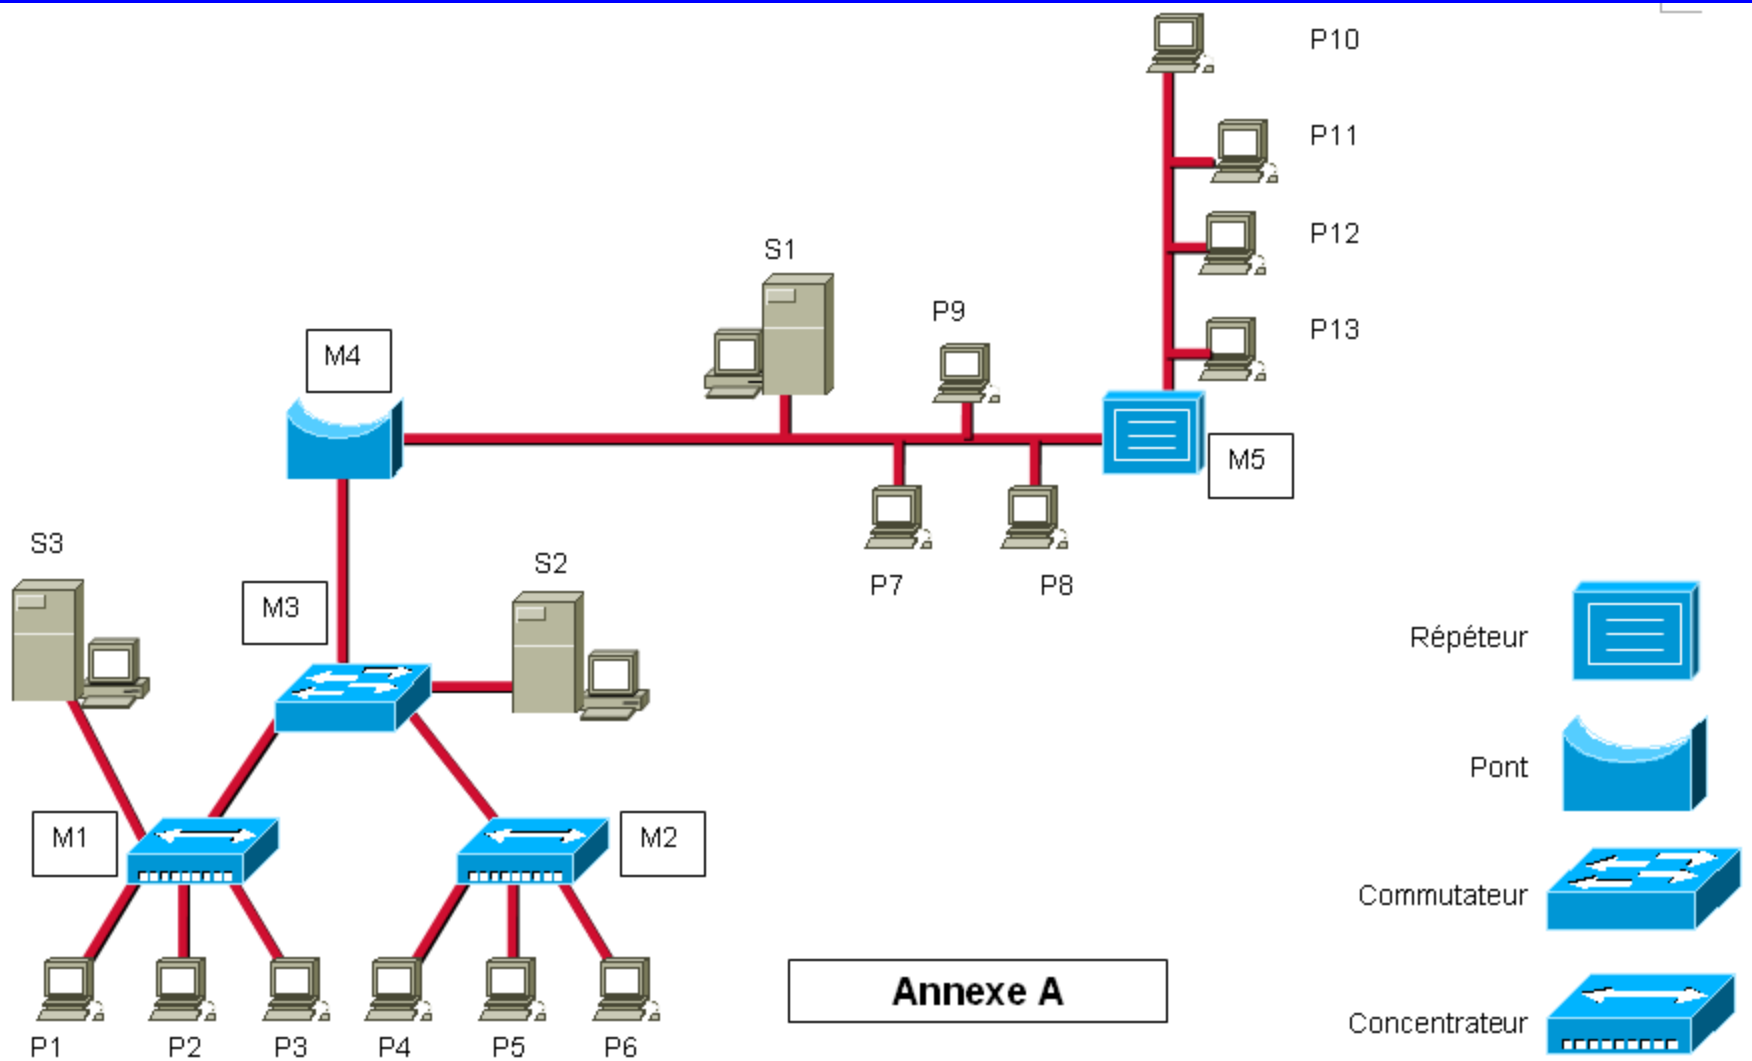 P10
P11
P12
S1
P9
P13
M4
M5
S3
S2
P7
P8
M3
Répéteur
Pont
M1
M2
Commutateur
Annexe A
Concentrateur
P1
P2
P3
P4
P5
P6